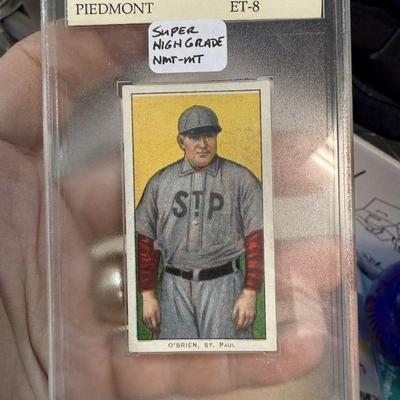 PIEDMONT ET-8
SUPER
HIGH GRADE
NMT-MT
STP
O'BRIEN, ST. PAUL